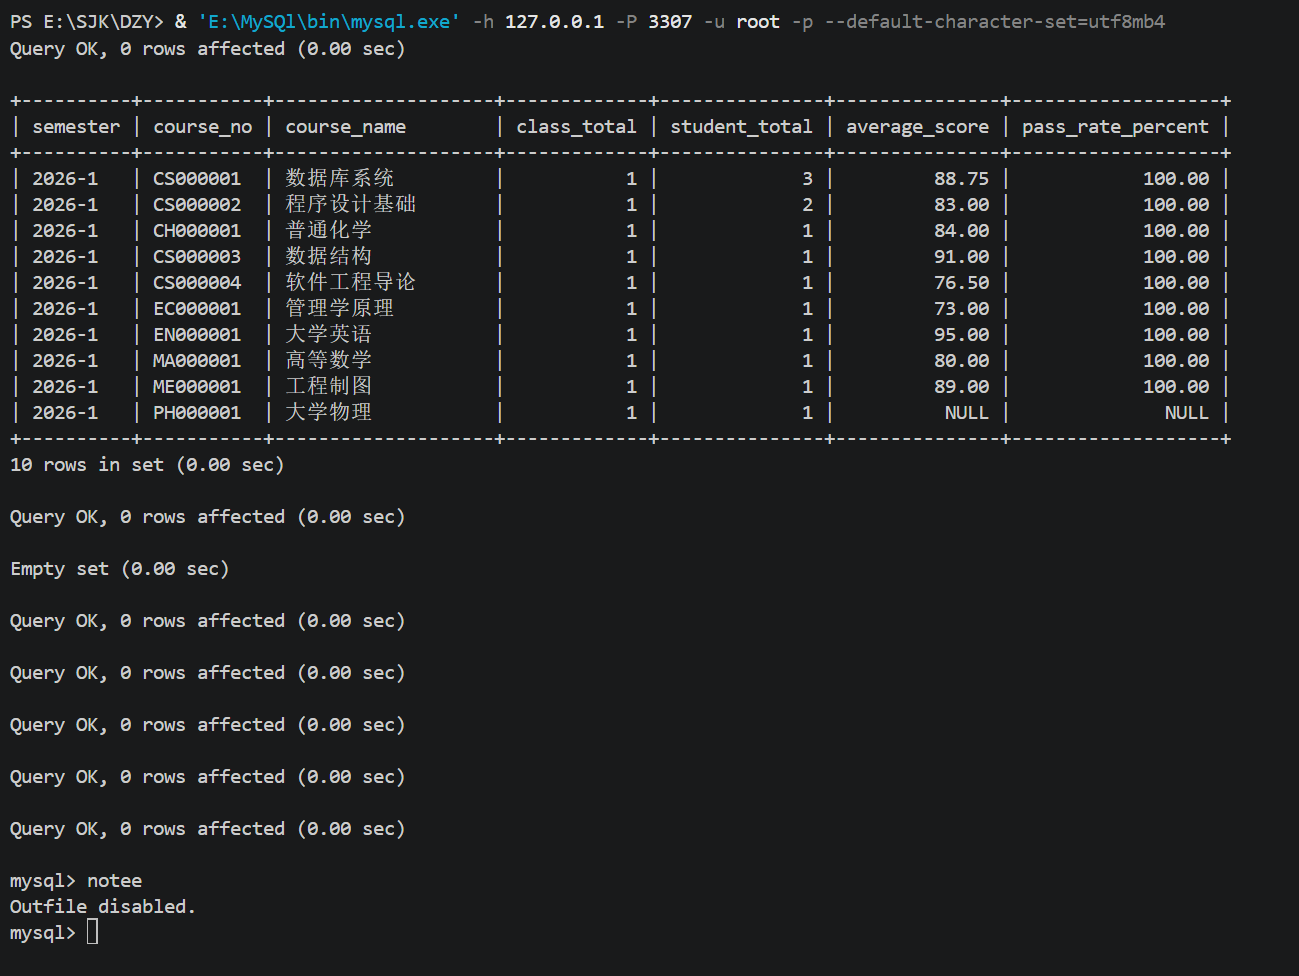 PS E:\SJK\DZY> & 'E:\MySQl\bin\mysql.exe' -h 127.0.0.1 -P 3307 -u root -p --default-character-set=utf8mb4
Query OK, 0 rows affected (0.00 sec)
+----------+-----------+--------------------+-------------+---------------+---------------+-------------------+
| semester | course_no | course_name        | class_total | student_total | average_score | pass_rate_percent |
+----------+-----------+--------------------+-------------+---------------+---------------+-------------------+
| 2026-1   | CS000001  | 数据库系统         |           1 |             3 |         88.75 |            100.00 |
| 2026-1   | CS000002  | 程序设计基础       |           1 |             2 |         83.00 |            100.00 |
| 2026-1   | CH000001  | 普通化学           |           1 |             1 |         84.00 |            100.00 |
| 2026-1   | CS000003  | 数据结构           |           1 |             1 |         91.00 |            100.00 |
| 2026-1   | CS000004  | 软件工程导论       |           1 |             1 |         76.50 |            100.00 |
| 2026-1   | EC000001  | 管理学原理         |           1 |             1 |         73.00 |            100.00 |
| 2026-1   | EN000001  | 大学英语           |           1 |             1 |         95.00 |            100.00 |
| 2026-1   | MA000001  | 高等数学           |           1 |             1 |         80.00 |            100.00 |
| 2026-1   | ME000001  | 工程制图           |           1 |             1 |         89.00 |            100.00 |
| 2026-1   | PH000001  | 大学物理           |           1 |             1 |          NULL |              NULL |
+----------+-----------+--------------------+-------------+---------------+---------------+-------------------+
10 rows in set (0.00 sec)
Query OK, 0 rows affected (0.00 sec)
Empty set (0.00 sec)
Query OK, 0 rows affected (0.00 sec)
Query OK, 0 rows affected (0.00 sec)
Query OK, 0 rows affected (0.00 sec)
Query OK, 0 rows affected (0.00 sec)
Query OK, 0 rows affected (0.00 sec)
mysql> notee
Outfile disabled.
mysql>